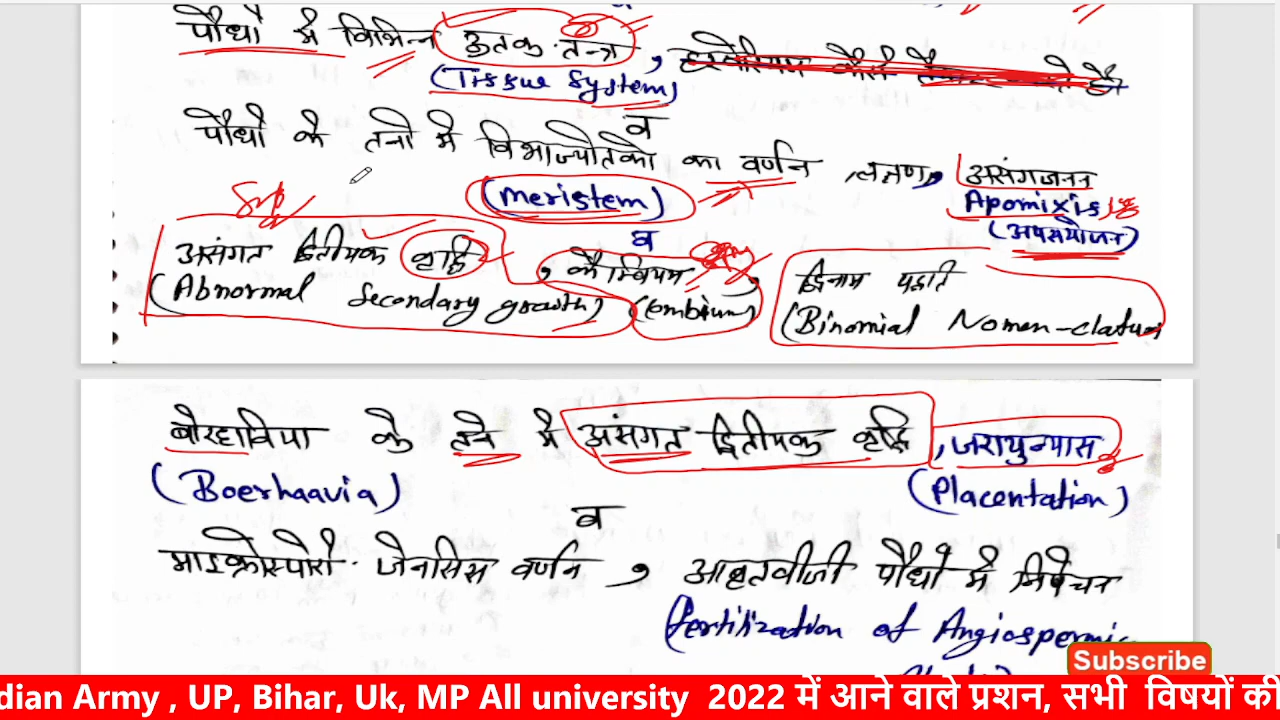 पौधों में विभिन्न ऊतक तन्त्र ,
(Tissue System)
व
पौधों के तनों में विभाज्योतकों का वर्णन लक्षण, असंगजनन
(meristem) Apomixis
(अपसंयोजन)
व
असंगत द्वितीयक वृद्धि , कैम्बियम , द्विनाम पद्धति
(Abnormal Secondary growth) (cambium) (Binomial Nomen-clature
बोरहाविया के तने में असंगत द्वितीयक वृद्धि , जरायुन्यास
(Boerhaavia) (Placentation)
व
माइक्रोस्पोरो जेनसिस वर्णन , आवृतबीजी पौधों में निषेचन
(fertilization of Angiospermic
Subscribe
dian Army , UP, Bihar, Uk, MP All university 2022 में आने वाले प्रशन, सभी विषयों की